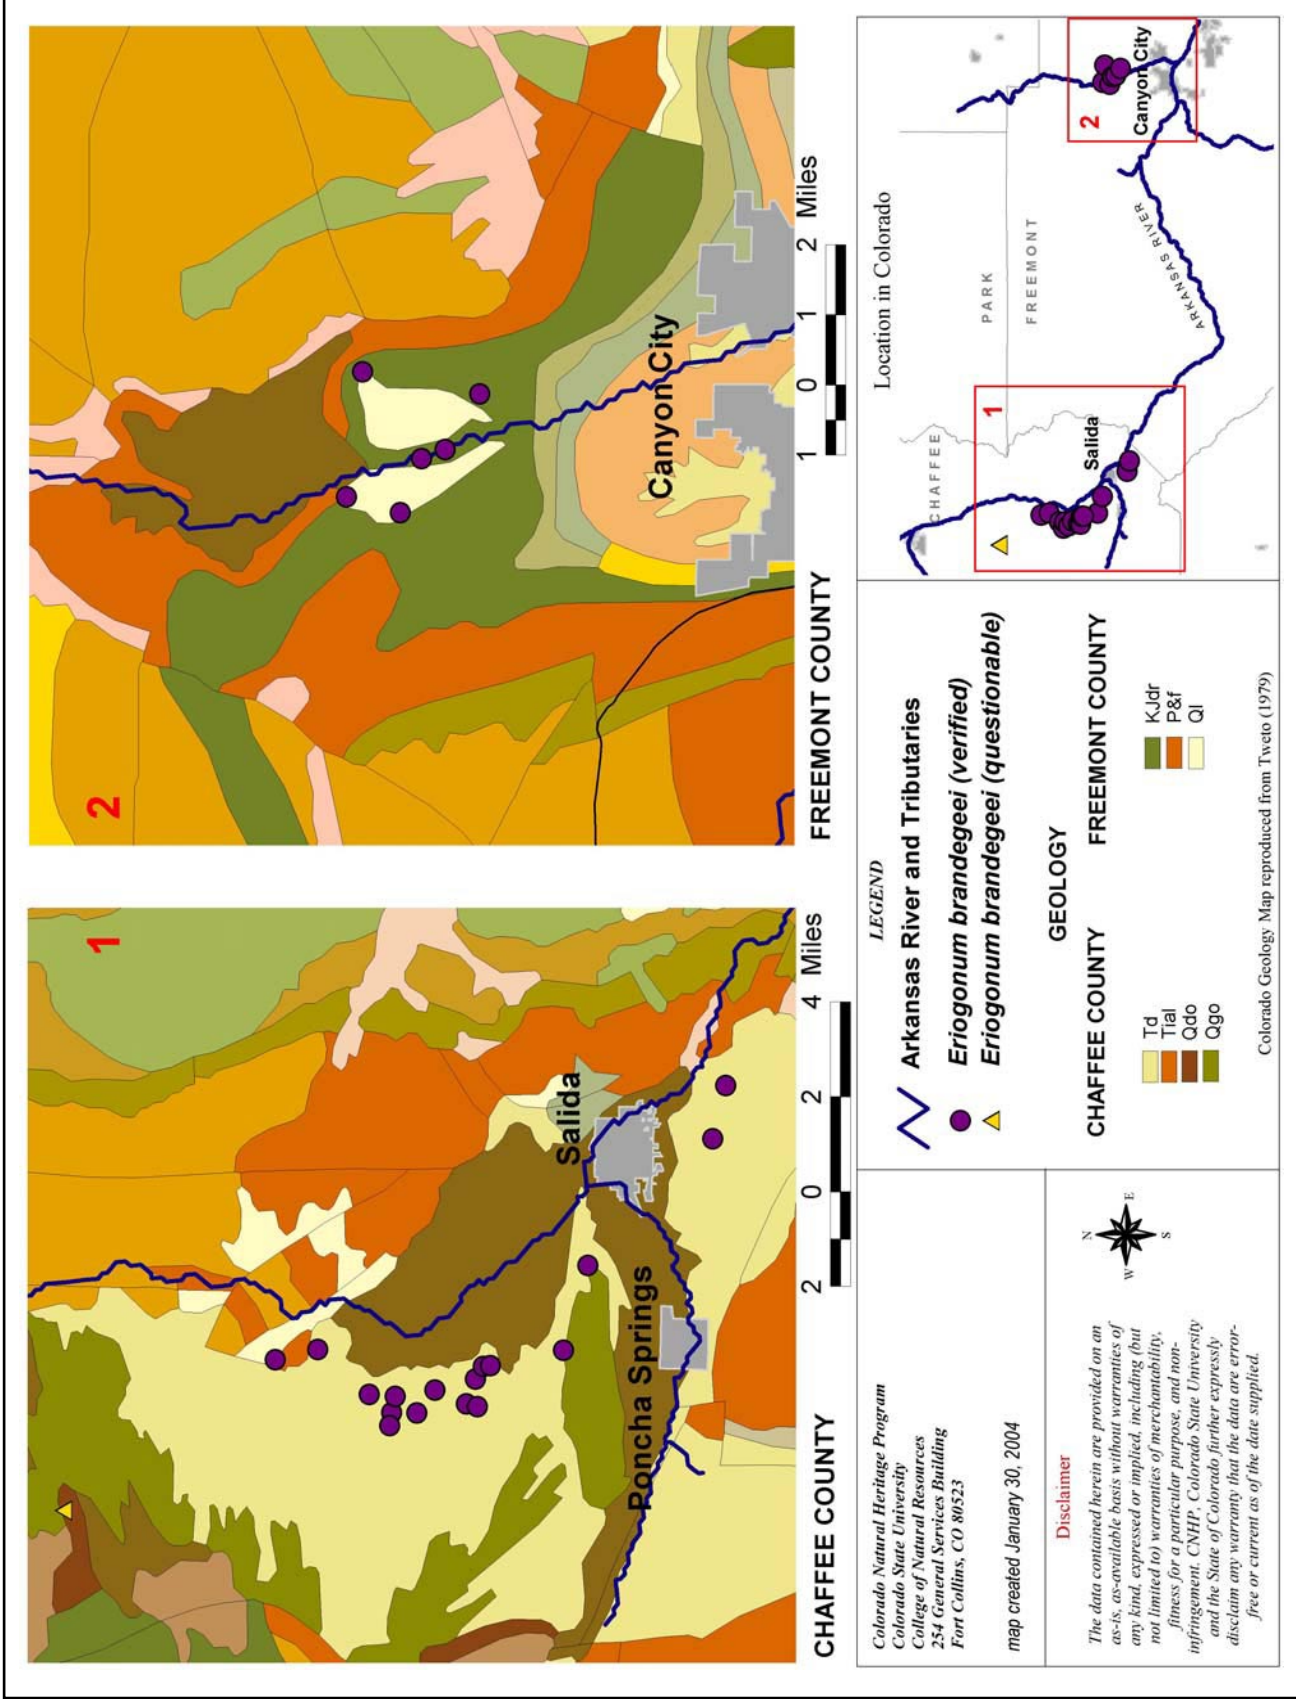 1
Salida
Poncha Springs
CHAFFEE COUNTY
2 0 2 4 Miles
2
Canyon City
FREEMONT COUNTY
1 0 1 2 Miles
Colorado Natural Heritage Program
Colorado State University
College of Natural Resources
254 General Services Building
Fort Collins, CO 80523
map created January 30, 2004
Disclaimer
The data contained herein are provided on an
as-is, as-available basis without warranties of
any kind, expressed or implied, including (but
not limited to) warranties of merchantability,
fitness for a particular purpose, and non-
infringement. CNHP, Colorado State University
and the State of Colorado further expressly
disclaim any warranty that the data are error-
free or current as of the date supplied.
N
W E
S
LEGEND
Arkansas River and Tributaries
Eriogonum brandegeei (verified)
Eriogonum brandegeei (questionable)
GEOLOGY
CHAFFEE COUNTY FREEMONT COUNTY
Td KJdr
Tial P&f
Qdo Ql
Qgo
Colorado Geology Map reproduced from Tweto (1979)
Location in Colorado
CHAFFEE
PARK
FREEMONT
1
Salida
ARKANSAS RIVER
2
Canyon City